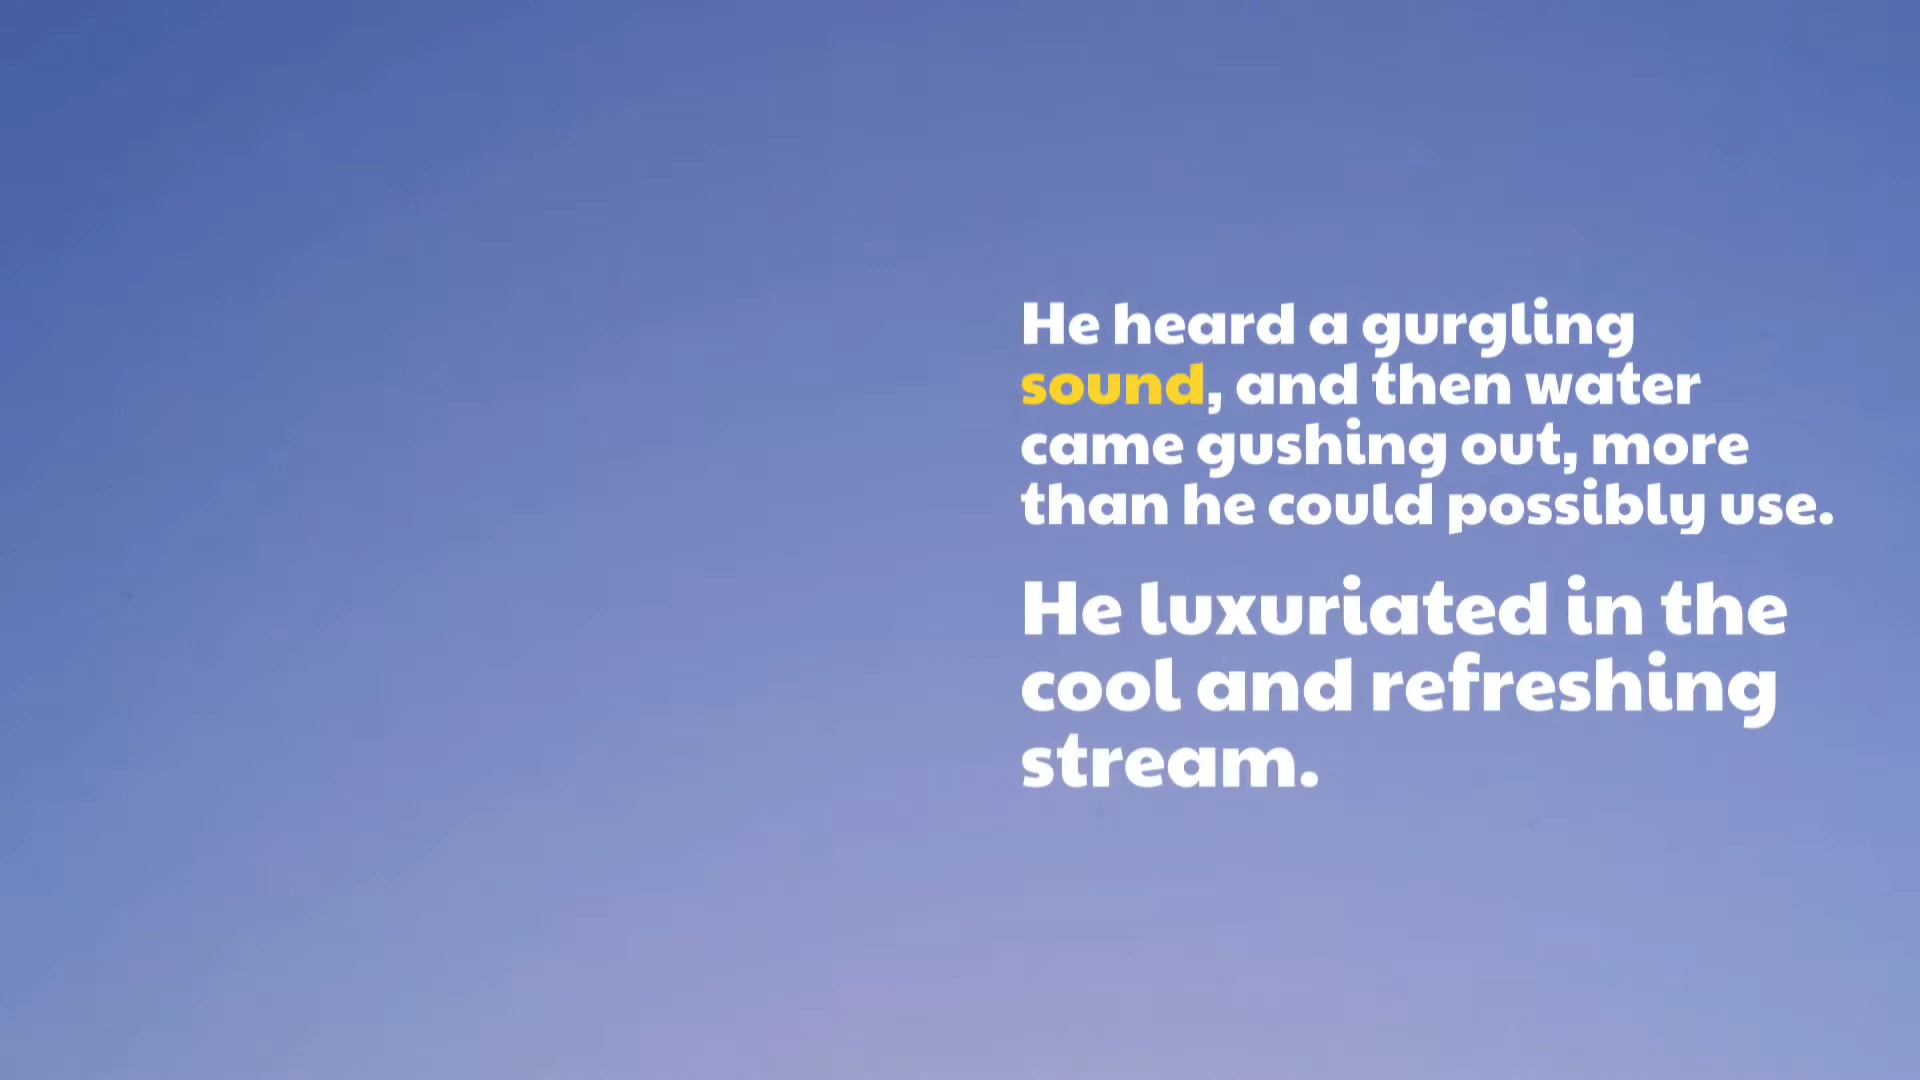 He heard a gurgling
sound, and then water
came gushing out, more
than he could possibly use.
He luxuriated in the
cool and refreshing
stream.